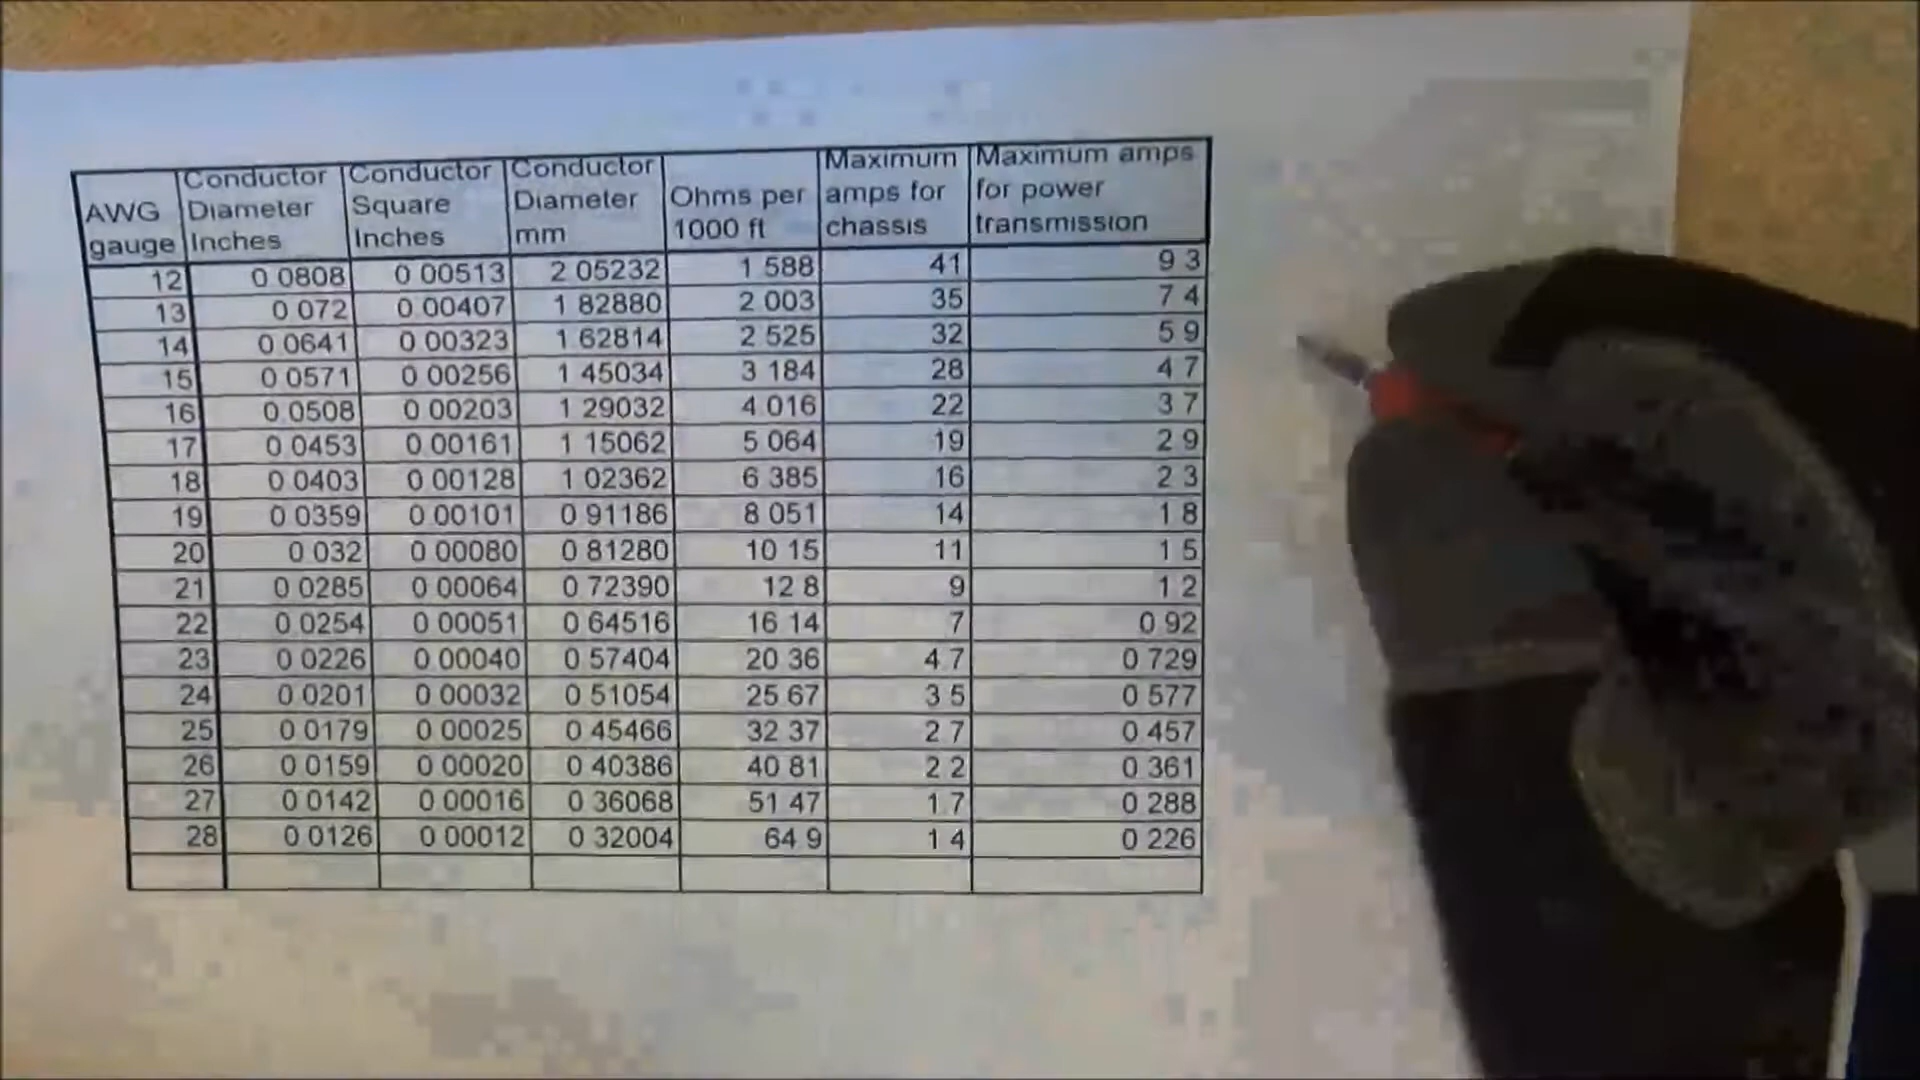 AWG gauge Conductor Diameter Inches Conductor Square Inches Conductor Diameter mm Ohms per 1000 ft Maximum amps for chassis Maximum amps for power transmission
12 0 0808 0 00513 2 05232 1 588 41 9 3
13 0 072 0 00407 1 82880 2 003 35 7 4
14 0 0641 0 00323 1 62814 2 525 32 5 9
15 0 0571 0 00256 1 45034 3 184 28 4 7
16 0.0508 0 00203 1 29032 4.016 22 3 7
17 0 0453 0 00161 1 15062 5 064 19 2 9
18 0 0403 0 00128 1 02362 6 385 16 2 3
19 0 0359 0 00101 0 91186 8 051 14 1 8
20 0 032 0 00080 0 81280 10 15 11 1 5
21 0 0285 0 00064 0 72390 12 8 9 1 2
22 0 0254 0 00051 0 64516 16 14 7 0 92
23 0 0226 0 00040 0 57404 20 36 4 7 0 729
24 0 0201 0 00032 0 51054 25 67 3 5 0 577
25 0 0179 0 00025 0 45466 32 37 2 7 0 457
26 0 0159 0 00020 0 40386 40 81 2 2 0 361
27 0 0142 0 00016 0 36068 51 47 1.7 0 288
28 0 0126 0 00012 0 32004 64 9 1 4 0 226